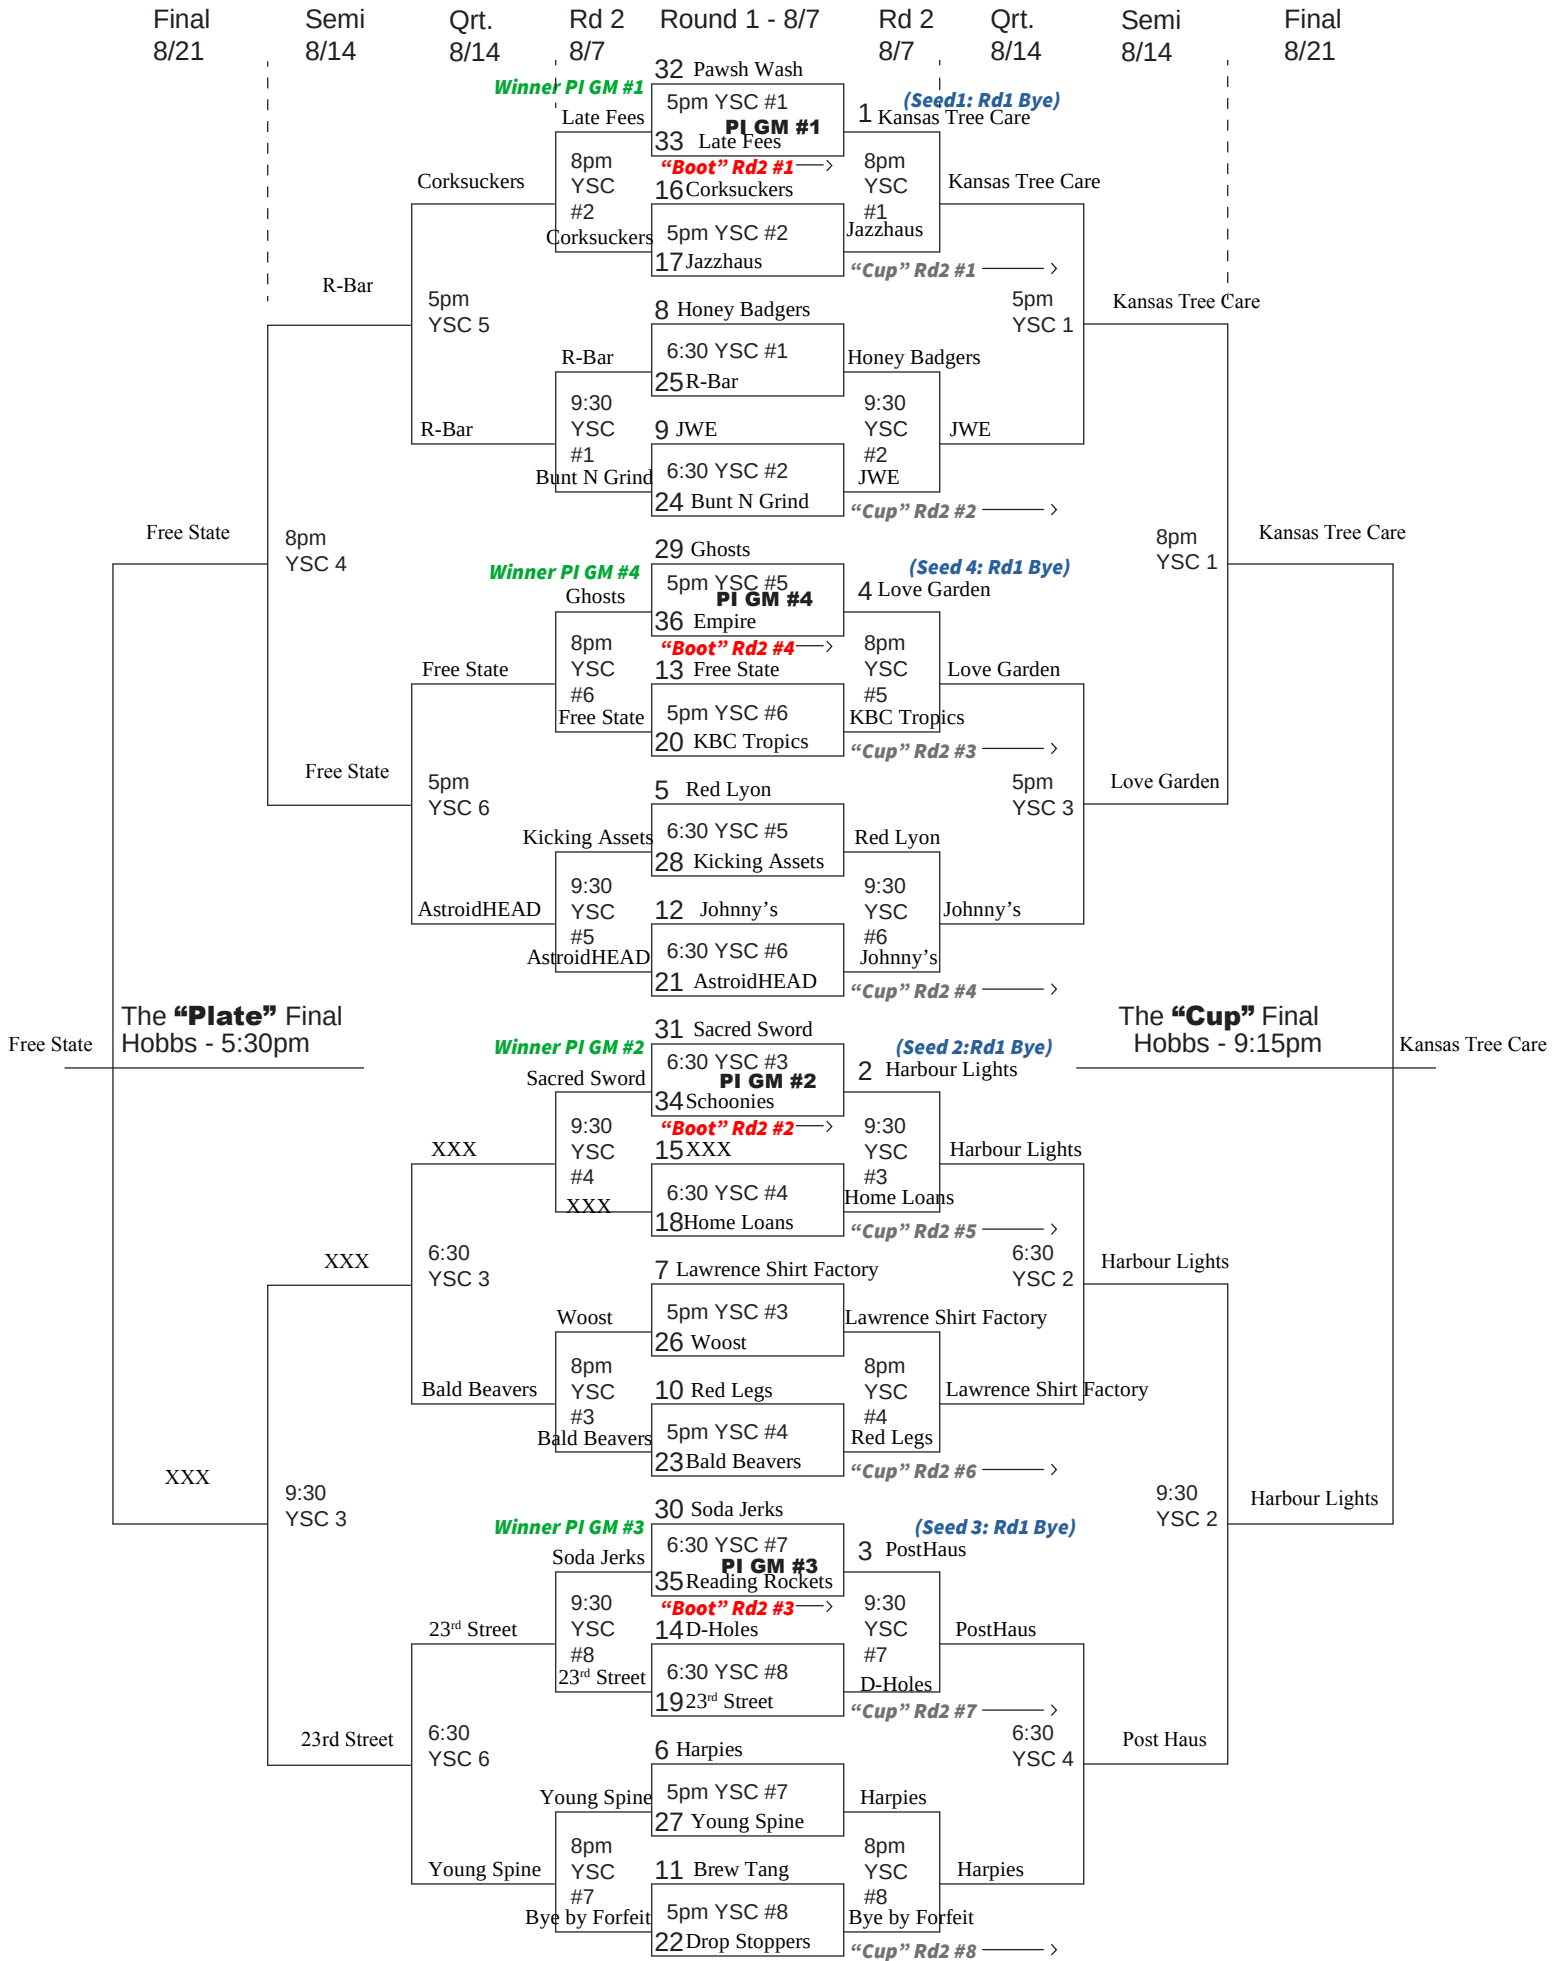 Final
8/21
Semi
8/14
Qrt.
8/14
Rd 2
8/7
Round 1 - 8/7
Rd 2
8/7
Qrt.
8/14
Semi
8/14
Final
8/21
32 Pawsh Wash
Winner PI GM #1
5pm YSC #1
(Seed1: Rd1 Bye)
Late Fees
PI GM #1
1 Kansas Tree Care
33 Late Fees
"Boot" Rd2 #1
8pm
YSC
#2
8pm
YSC
#1
Corksuckers
16 Corksuckers
Kansas Tree Care
5pm YSC #2
Jazzhaus
Corksuckers
17 Jazzhaus
"Cup" Rd2 #1
R-Bar
5pm
YSC 5
8 Honey Badgers
5pm
YSC 1
Kansas Tree Care
6:30 YSC #1
R-Bar
Honey Badgers
25 R-Bar
9:30
YSC
#1
9:30
YSC
#2
R-Bar
9 JWE
JWE
6:30 YSC #2
Bunt N Grind
JWE
24 Bunt N Grind
"Cup" Rd2 #2
Free State
8pm
YSC 4
8pm
YSC 1
Kansas Tree Care
29 Ghosts
Winner PI GM #4
(Seed 4: Rd1 Bye)
5pm YSC #5
Ghosts
PI GM #4
4 Love Garden
36 Empire
"Boot" Rd2 #4
8pm
YSC
#6
8pm
YSC
#5
Free State
13 Free State
Love Garden
5pm YSC #6
Free State
KBC Tropics
20 KBC Tropics
"Cup" Rd2 #3
Free State
5pm
YSC 6
5 Red Lyon
5pm
YSC 3
Love Garden
6:30 YSC #5
Kicking Assets
Red Lyon
28 Kicking Assets
9:30
YSC
#5
9:30
YSC
#6
AstroidHEAD
12 Johnny's
Johnny's
6:30 YSC #6
AstroidHEAD
Johnny's
21 AstroidHEAD
"Cup" Rd2 #4
The "Plate" Final
Hobbs - 5:30pm
Free State
The "Cup" Final
Hobbs - 9:15pm
Kansas Tree Care
31 Sacred Sword
Winner PI GM #2
(Seed 2:Rd1 Bye)
6:30 YSC #3
Sacred Sword
PI GM #2
2 Harbour Lights
34 Schoonies
"Boot" Rd2 #2
9:30
YSC
#4
9:30
YSC
#3
XXX
15 XXX
Harbour Lights
6:30 YSC #4
XXX
Home Loans
18 Home Loans
"Cup" Rd2 #5
XXX
6:30
YSC 3
7 Lawrence Shirt Factory
6:30
YSC 2
Harbour Lights
5pm YSC #3
Woost
Lawrence Shirt Factory
26 Woost
8pm
YSC
#3
8pm
YSC
#4
Bald Beavers
10 Red Legs
Lawrence Shirt Factory
5pm YSC #4
Bald Beavers
Red Legs
23 Bald Beavers
"Cup" Rd2 #6
XXX
9:30
YSC 3
9:30
YSC 2
Harbour Lights
30 Soda Jerks
Winner PI GM #3
(Seed 3: Rd1 Bye)
6:30 YSC #7
Soda Jerks
PI GM #3
3 PostHaus
35 Reading Rockets
"Boot" Rd2 #3
9:30
YSC
#8
9:30
YSC
#7
23rd Street
14 D-Holes
PostHaus
6:30 YSC #8
23rd Street
D-Holes
19 23rd Street
"Cup" Rd2 #7
23rd Street
6:30
YSC 6
6 Harpies
6:30
YSC 4
Post Haus
5pm YSC #7
Young Spine
Harpies
27 Young Spine
8pm
YSC
#7
8pm
YSC
#8
Young Spine
11 Brew Tang
Harpies
5pm YSC #8
Bye by Forfeit
Bye by Forfeit
22 Drop Stoppers
"Cup" Rd2 #8